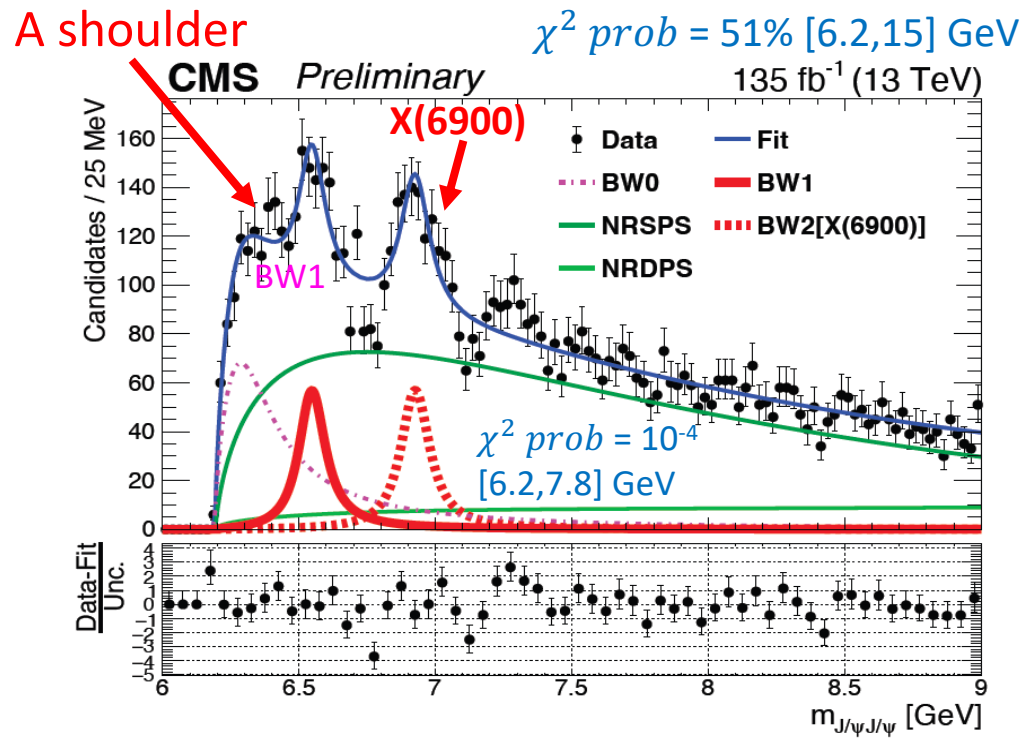 A shoulder
χ² prob = 51% [6.2,15] GeV
CMS Preliminary
135 fb⁻¹ (13 TeV)
X(6900)
Candidates / 25 MeV
160
140
120
100
80
60
40
20
0
Data
Fit
BW0
BW1
NRSPS
BW2[X(6900)]
NRDPS
BW1
χ² prob = 10⁻⁴
[6.2,7.8] GeV
Data-Fit
Unc.
4
3
2
1
0
−1
−2
−3
−4
−5
6 6.5 7 7.5 8 8.5 9
m_J/ψJ/ψ [GeV]